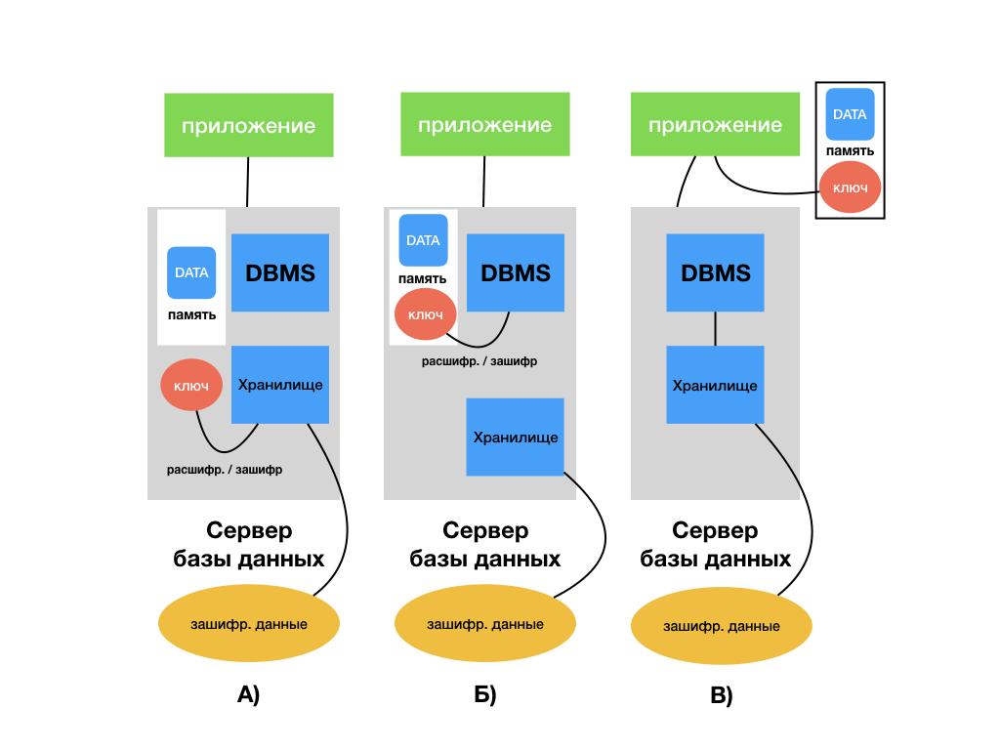 приложение
DATA
память
DBMS
ключ
Хранилище
расшифр. / зашифр
Сервер
базы данных
зашифр. данные
А)
приложение
DATA
память
ключ
DBMS
расшифр. / зашифр
Хранилище
Сервер
базы данных
зашифр. данные
Б)
приложение
DATA
память
ключ
DBMS
Хранилище
Сервер
базы данных
зашифр. данные
В)